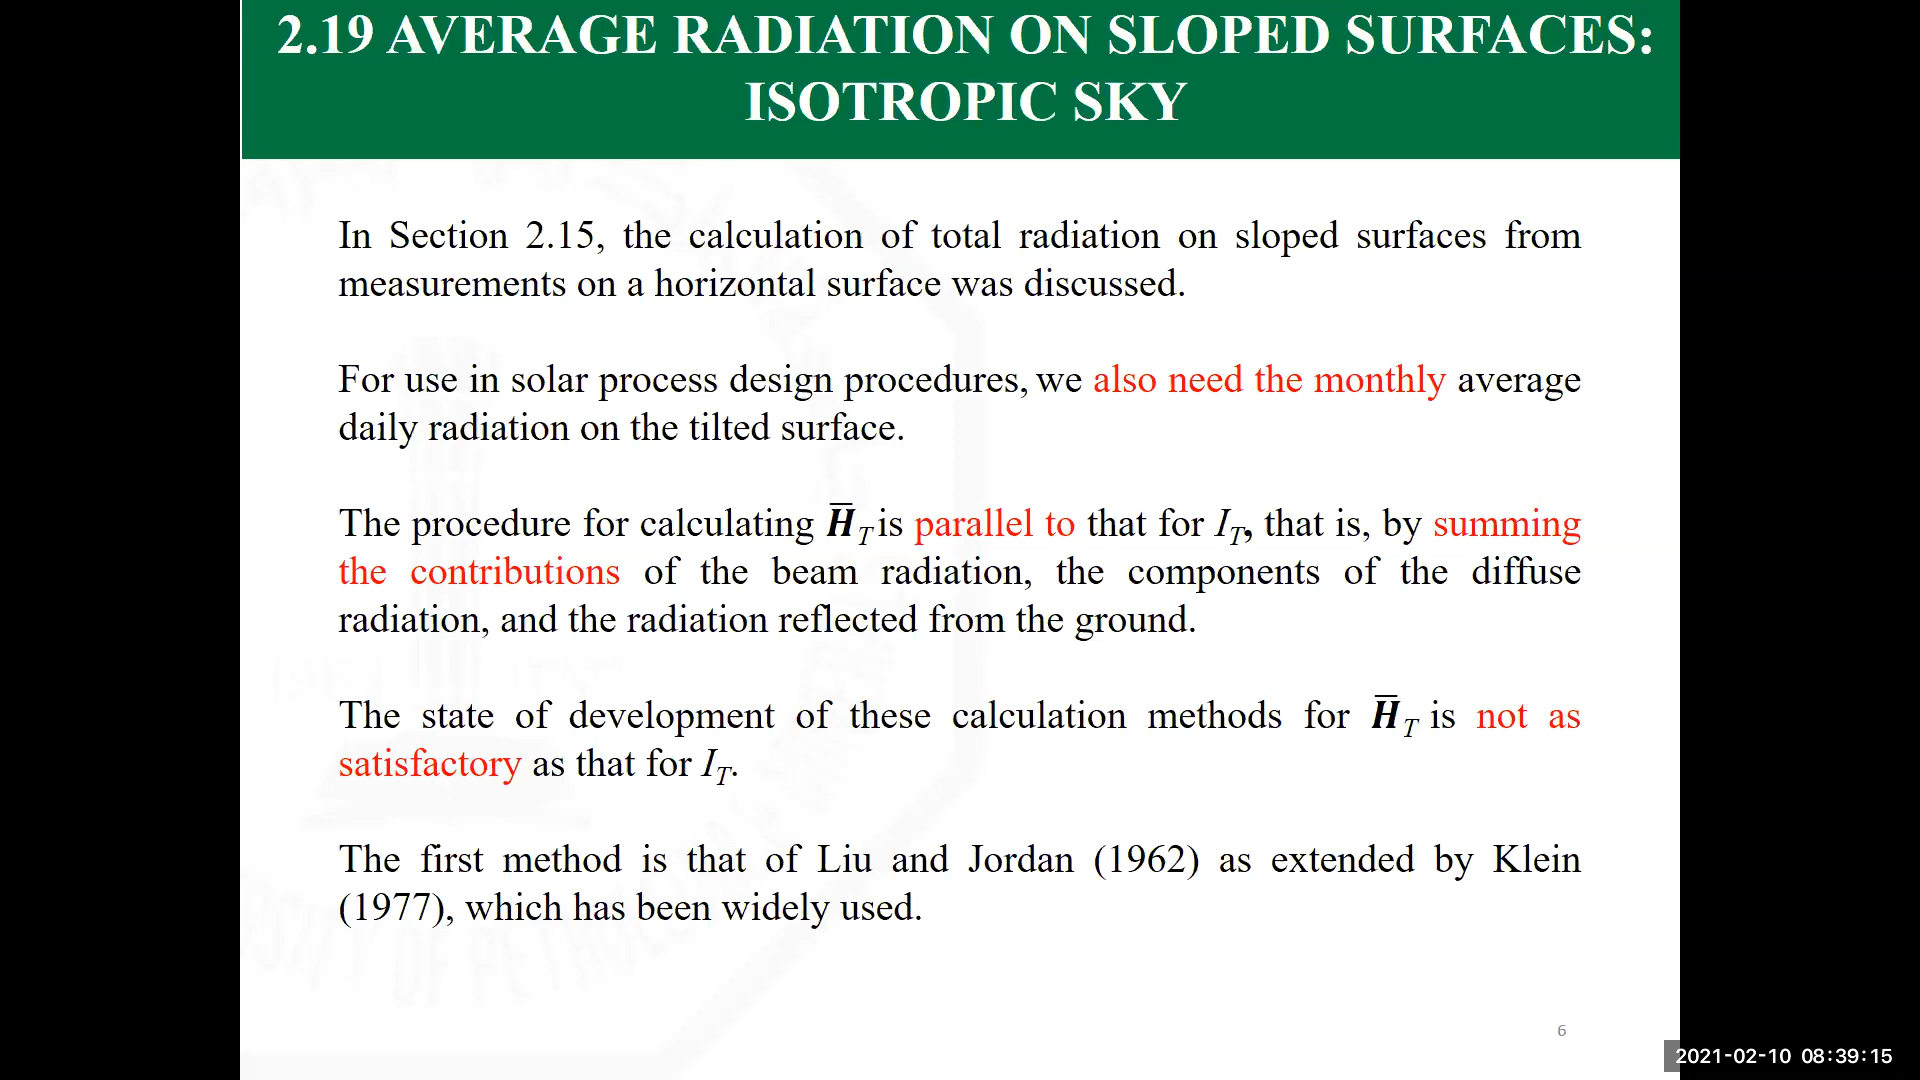 2.19 AVERAGE RADIATION ON SLOPED SURFACES:
ISOTROPIC SKY
In Section 2.15, the calculation of total radiation on sloped surfaces from
measurements on a horizontal surface was discussed.
For use in solar process design procedures, we also need the monthly average
daily radiation on the tilted surface.
The procedure for calculating H̅_T is parallel to that for I_T, that is, by summing
the contributions of the beam radiation, the components of the diffuse
radiation, and the radiation reflected from the ground.
The state of development of these calculation methods for H̅_T is not as
satisfactory as that for I_T.
The first method is that of Liu and Jordan (1962) as extended by Klein
(1977), which has been widely used.
6
2021-02-10 08:39:15